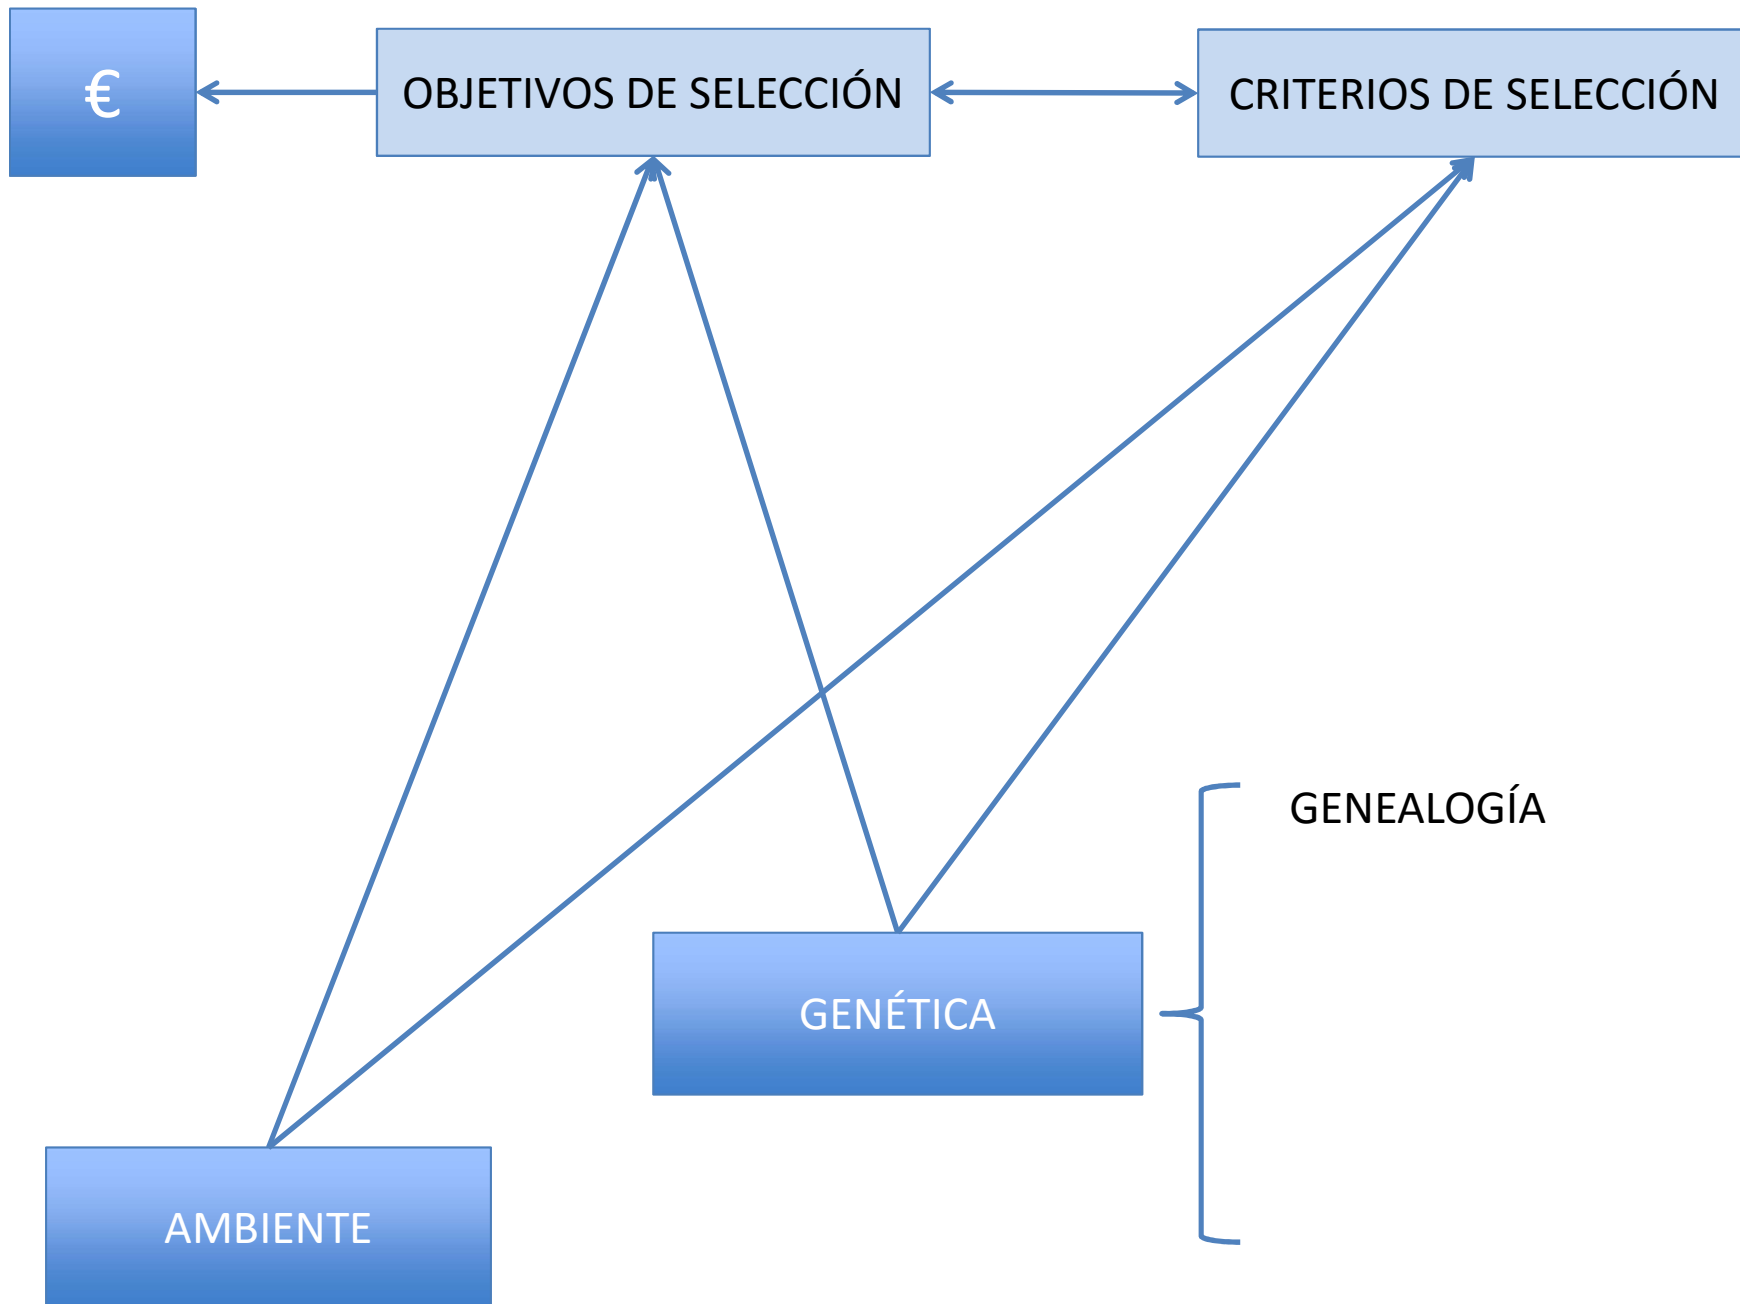 €
OBJETIVOS DE SELECCIÓN
CRITERIOS DE SELECCIÓN
GENEALOGÍA
GENÉTICA
AMBIENTE